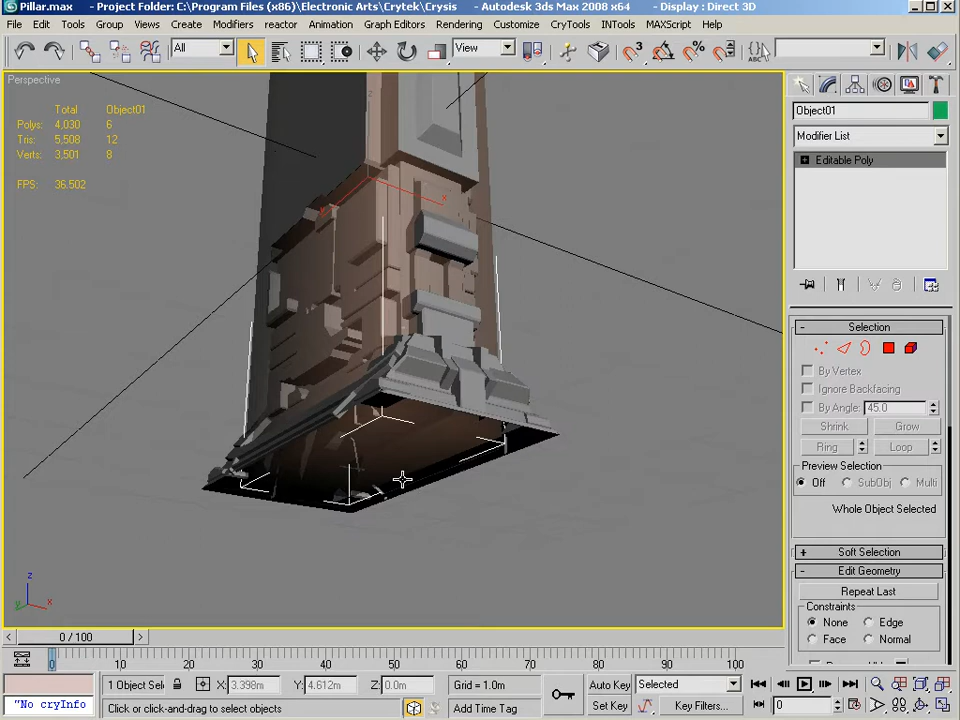 Pillar.max - Project Folder: C:\Program Files (x86)\Electronic Arts\Crytek\Crysis - Autodesk 3ds Max 2008 x64 - Display : Direct 3D
File Edit Tools Group Views Create Modifiers reactor Animation Graph Editors Rendering Customize CryTools INTools MAXScript Help
All View
Perspective
Total Object01
Polys: 4,030 6
Tris: 5,508 12
Verts: 3,501 8
FPS: 36.502
Object01
Modifier List
Editable Poly
Selection
By Vertex
Ignore Backfacing
By Angle: 45.0
Shrink Grow
Ring Loop
Preview Selection
Off SubObj Multi
Whole Object Selected
Soft Selection
Edit Geometry
Repeat Last
Constraints
None Edge
Face Normal
z
x
y
z
x
y
0 / 100
0 10 20 30 40 50 60 70 80 90 100
1 Object Sel X: 3.398m Y: 4.612m Z: 0.0m Grid = 1.0m Auto Key Selected
"No cryInfo Click or click-and-drag to select objects Add Time Tag Set Key Key Filters... 0